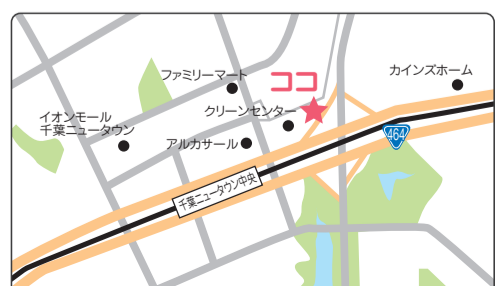 ファミリーマート
ココ
カインズホーム
イオンモール
千葉ニュータウン
クリーンセンター
アルカサール
464
千葉ニュータウン中央